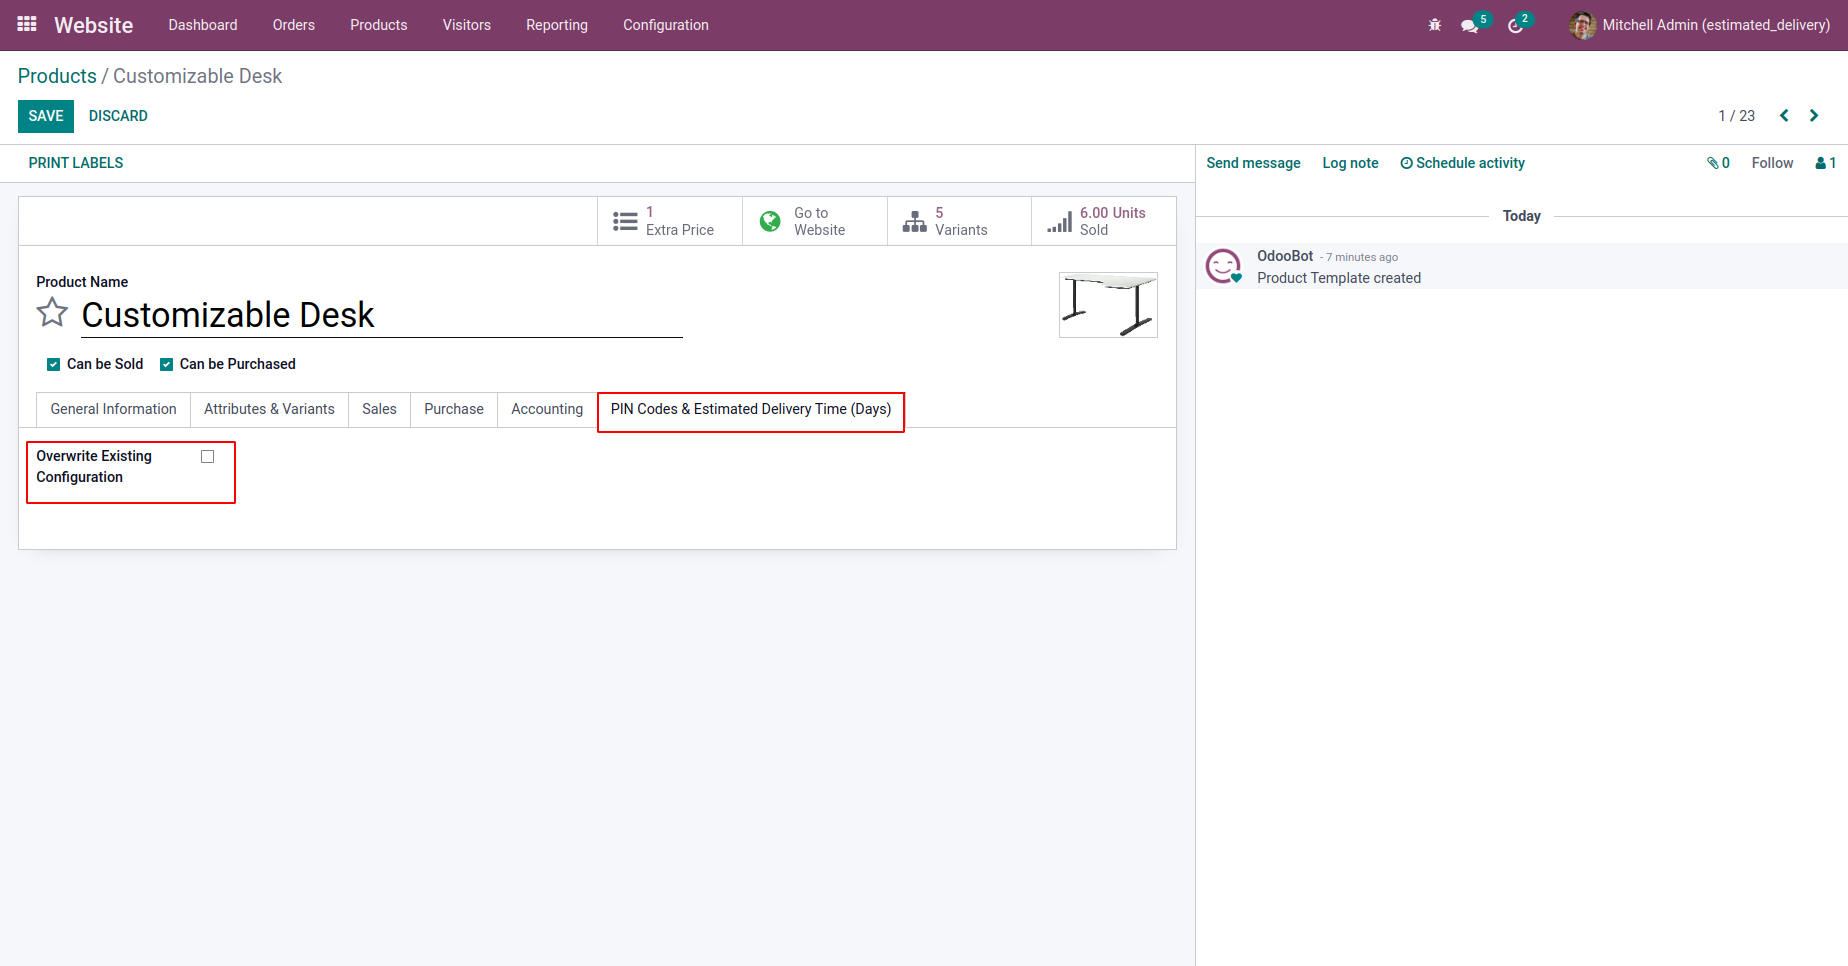 Website Dashboard Orders Products Visitors Reporting Configuration 5 2 Mitchell Admin (estimated_delivery)
Products / Customizable Desk
SAVE DISCARD 1 / 23
PRINT LABELS
Send message Log note Schedule activity 0 Follow 1
1
Extra Price
Go to
Website
5
Variants
6.00 Units
Sold
Today
OdooBot - 7 minutes ago
Product Template created
Product Name
Customizable Desk
Can be Sold Can be Purchased
General Information Attributes & Variants Sales Purchase Accounting PIN Codes & Estimated Delivery Time (Days)
Overwrite Existing
Configuration